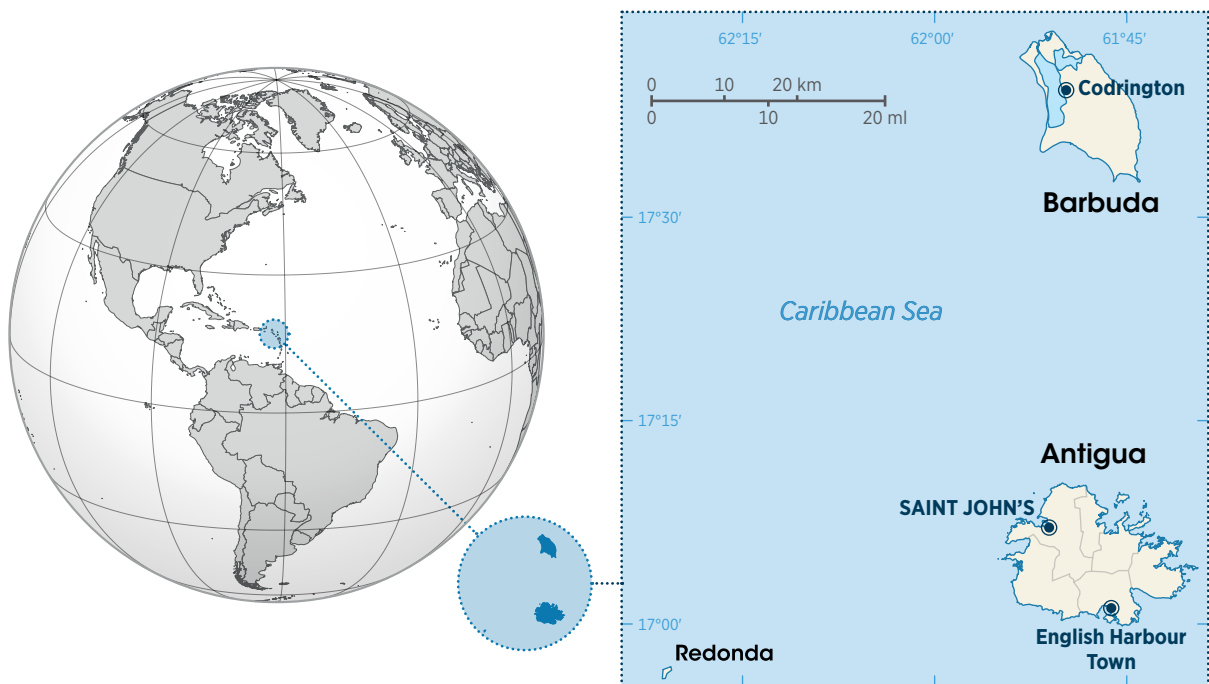 62°15′ 62°00′ 61°45′
0 10 20 km
0 10 20 ml
Codrington
Barbuda
17°30′
Caribbean Sea
17°15′
Antigua
SAINT JOHN’S
17°00′
English Harbour
Town
Redonda